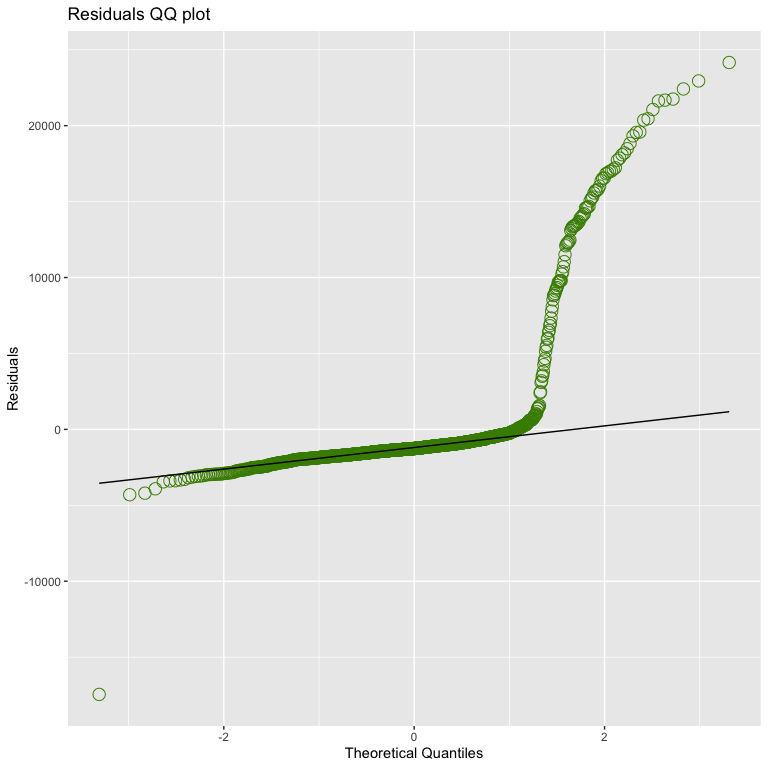 Residuals QQ plot
20000
10000
0
-10000
Residuals
-2
0
2
Theoretical Quantiles